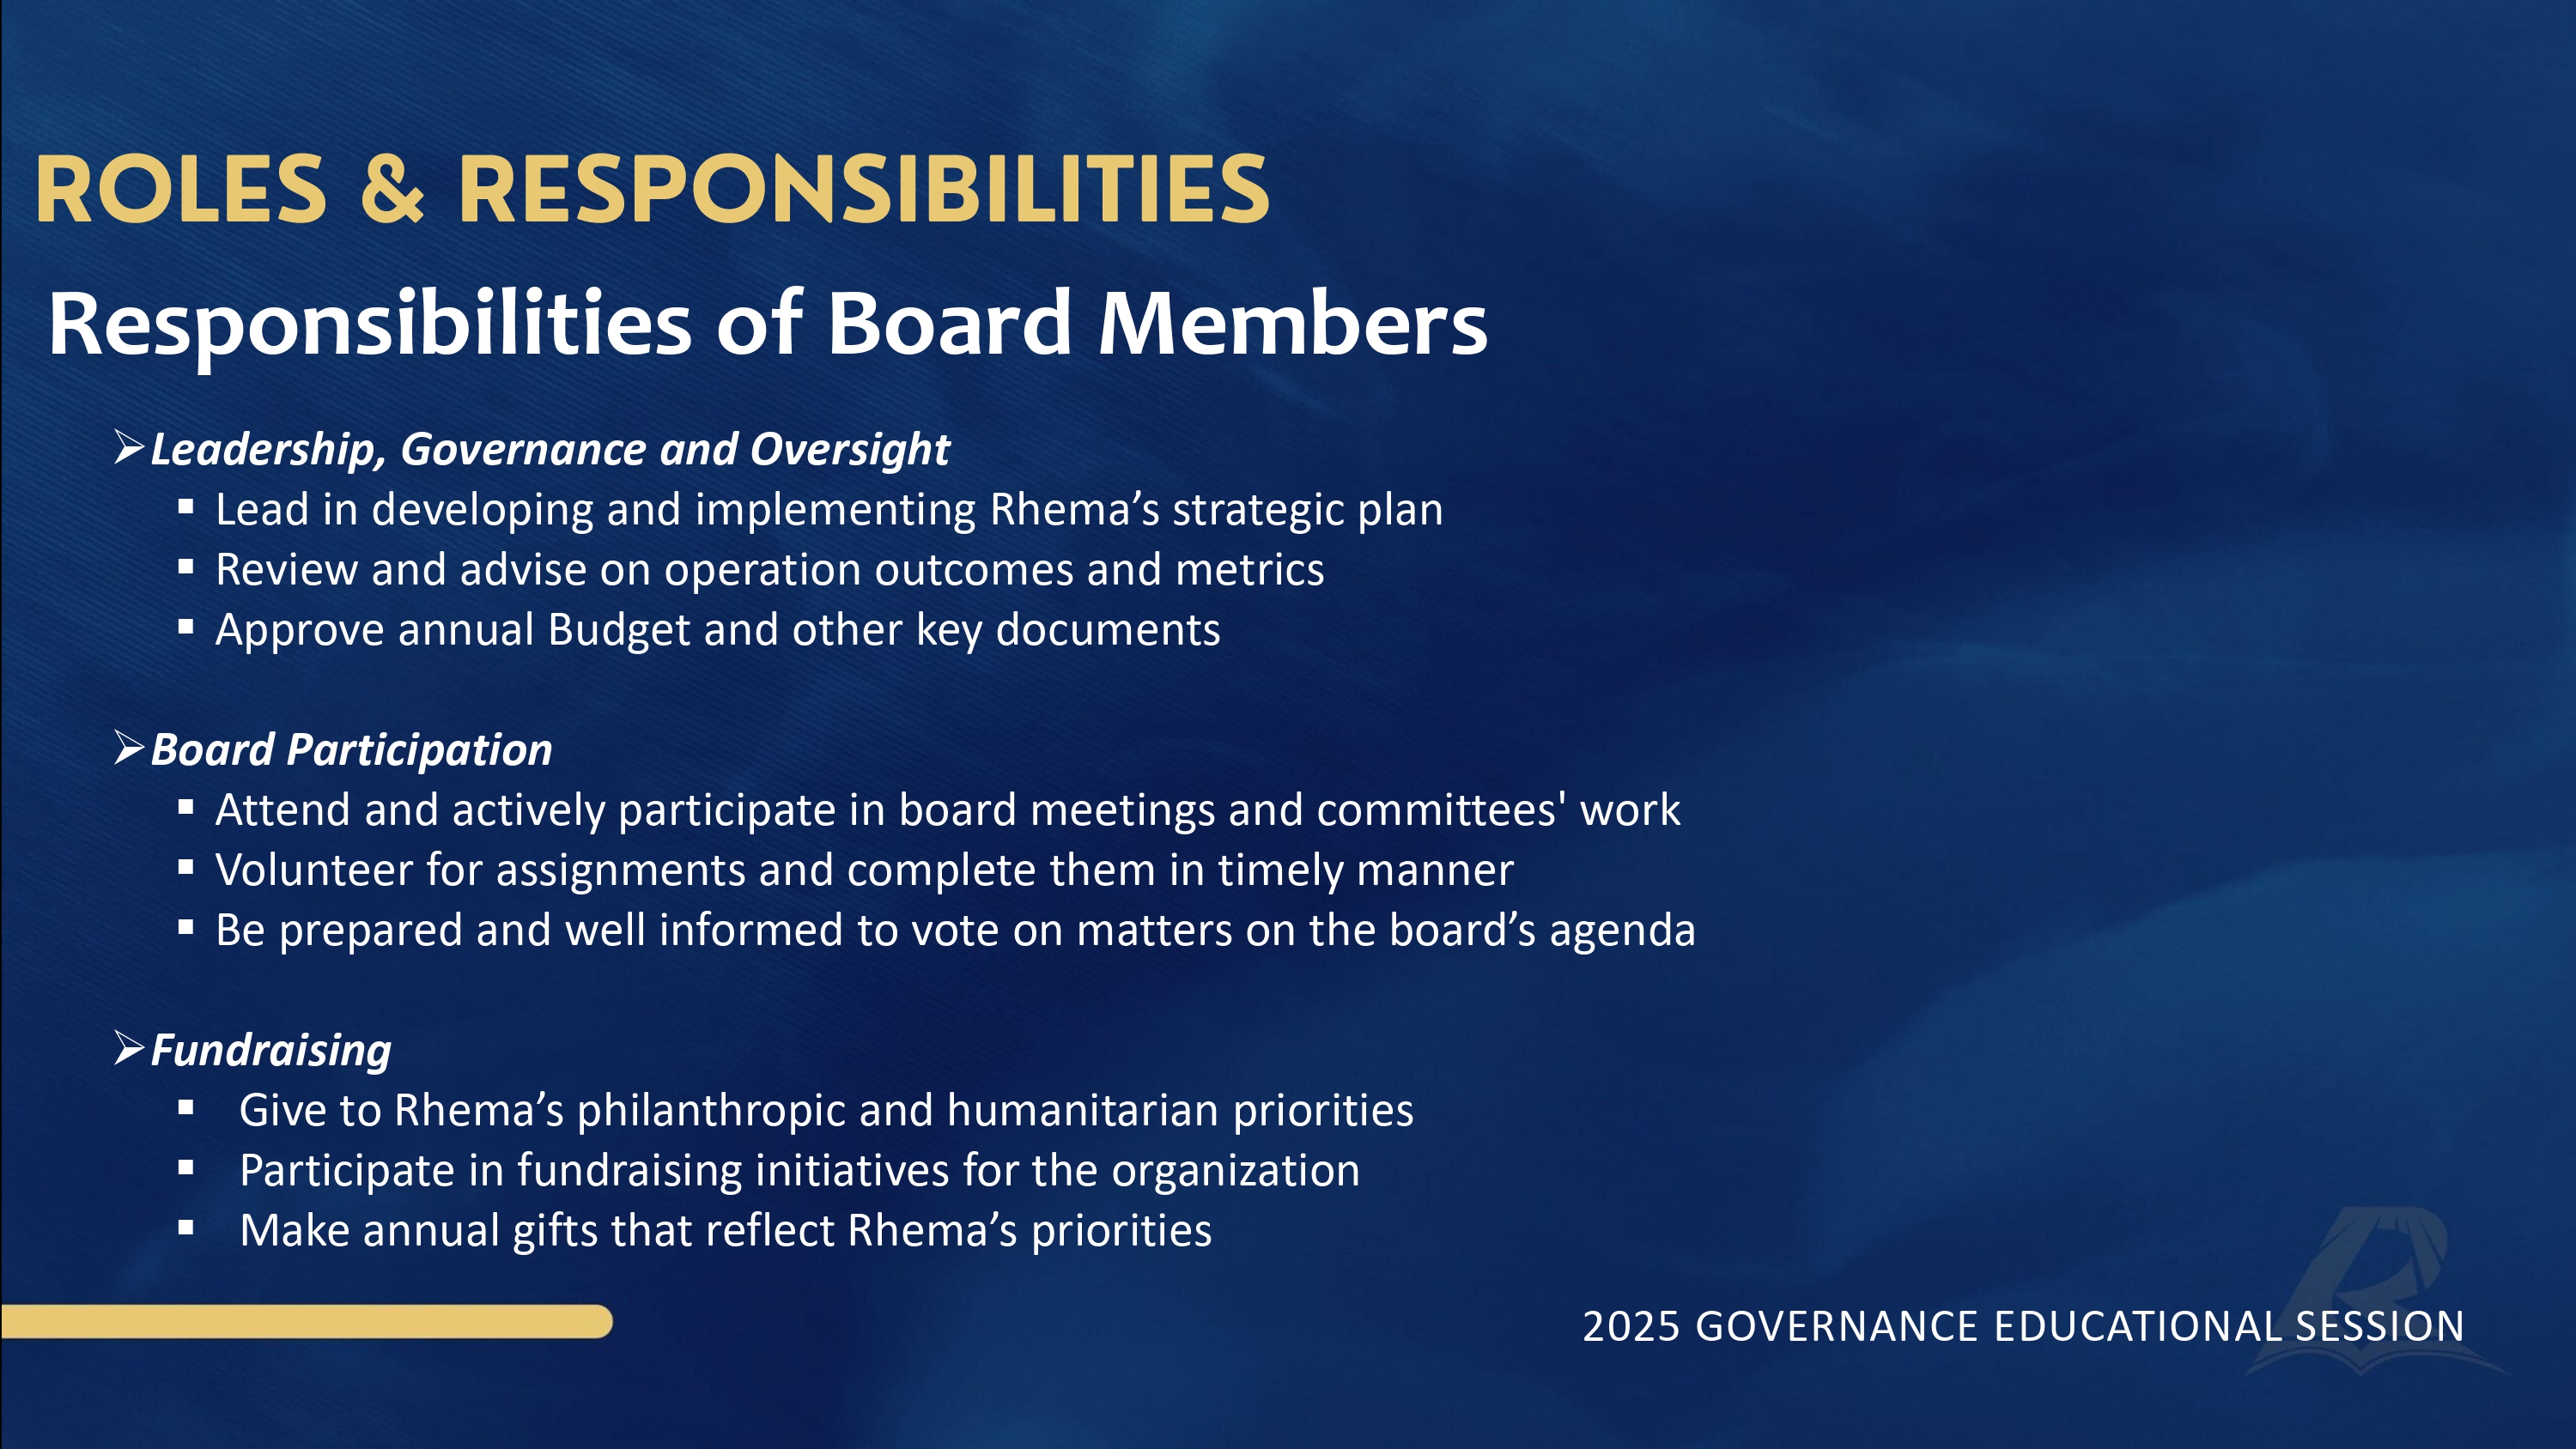 ROLES & RESPONSIBILITIES
Responsibilities of Board Members
➢Leadership, Governance and Oversight
▪ Lead in developing and implementing Rhema’s strategic plan
▪ Review and advise on operation outcomes and metrics
▪ Approve annual Budget and other key documents
➢Board Participation
▪ Attend and actively participate in board meetings and committees' work
▪ Volunteer for assignments and complete them in timely manner
▪ Be prepared and well informed to vote on matters on the board’s agenda
➢Fundraising
▪ Give to Rhema’s philanthropic and humanitarian priorities
▪ Participate in fundraising initiatives for the organization
▪ Make annual gifts that reflect Rhema’s priorities
2025 GOVERNANCE EDUCATIONAL SESSION